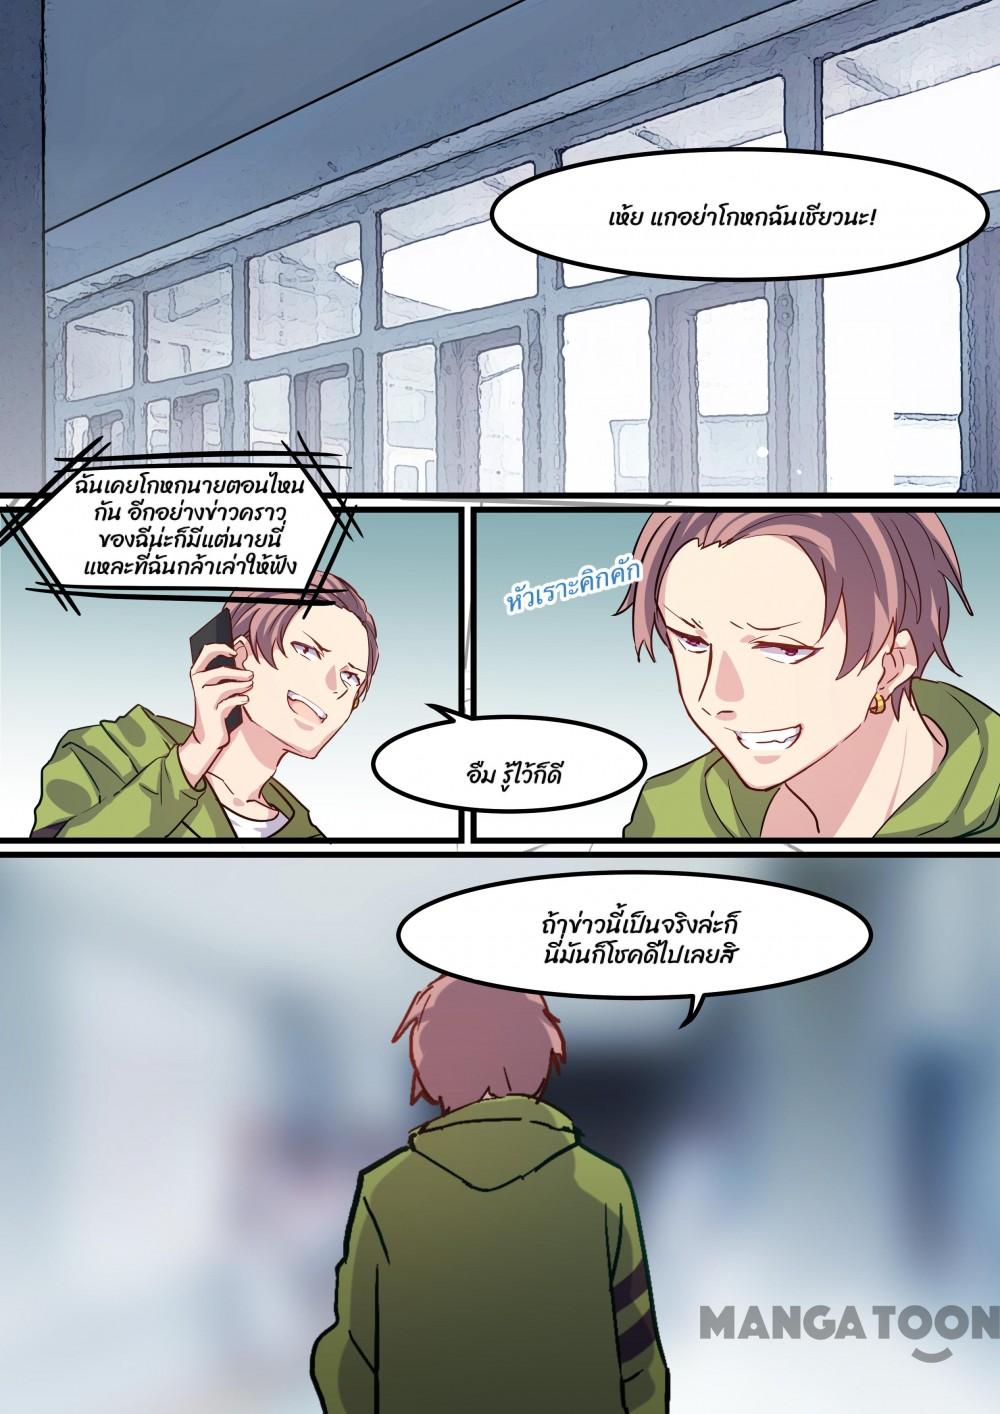 เห้ย แกอย่าโกหกฉันเชียวนะ!
ฉันเคยโกหกนายตอนไหน
กัน อีกอย่างข่าวคราว
ของฉีน่ะก็มีแต่นายนี่
แหละที่ฉันกล้าเล่าให้ฟัง
หัวเราะคิกคัก
อืม รู้ไว้ก็ดี
ถ้าข่าวนี้เป็นจริงล่ะก็
นี่มันก็โชคดีไปเลยสิ
MANGATOON